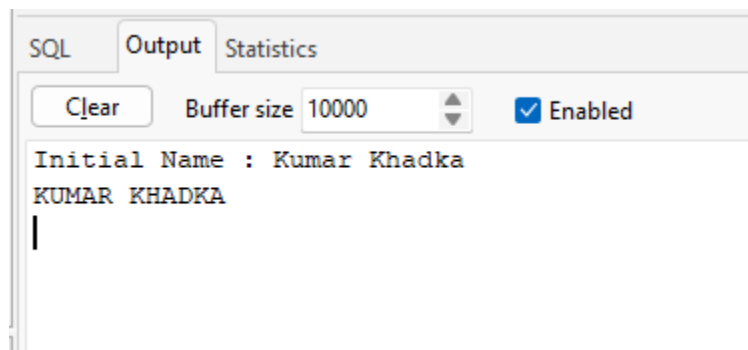 SQL Output Statistics
Clear Buffer size 10000 Enabled
Initial Name : Kumar Khadka
KUMAR KHADKA